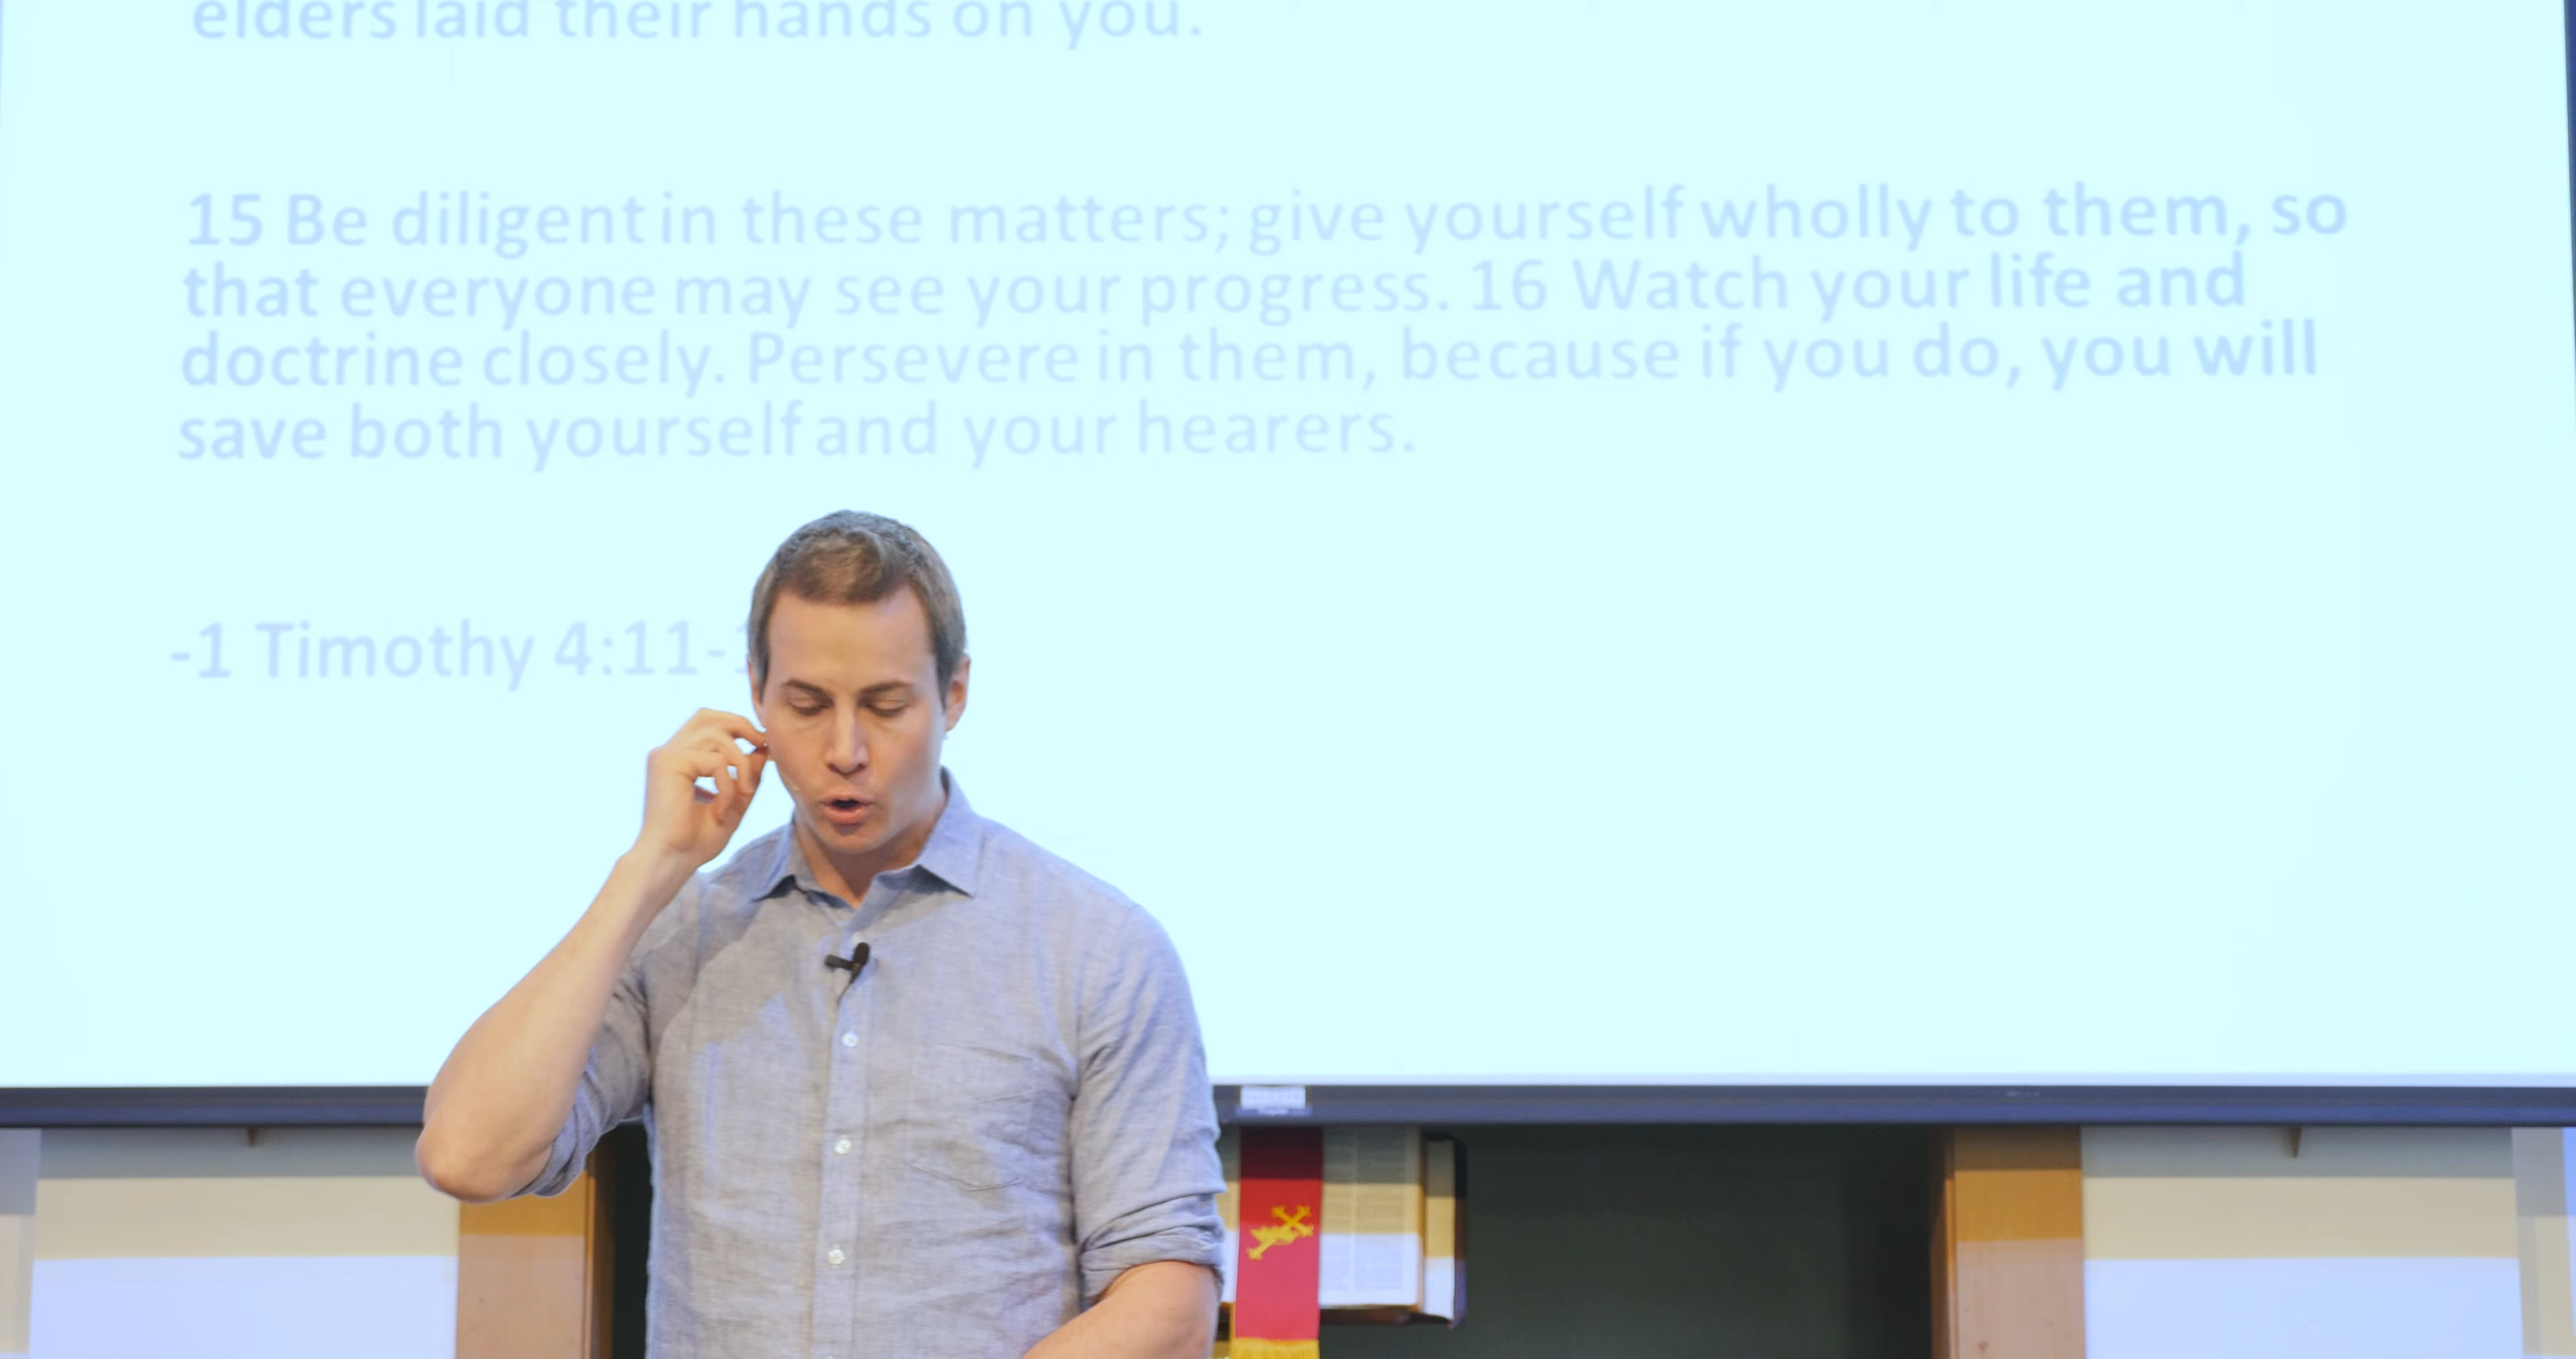 elders laid their hands on you.
15 Be diligent in these matters; give yourself wholly to them, so
that everyone may see your progress. 16 Watch your life and
doctrine closely. Persevere in them, because if you do, you will
save both yourself and your hearers.
-1 Timothy 4:11-1